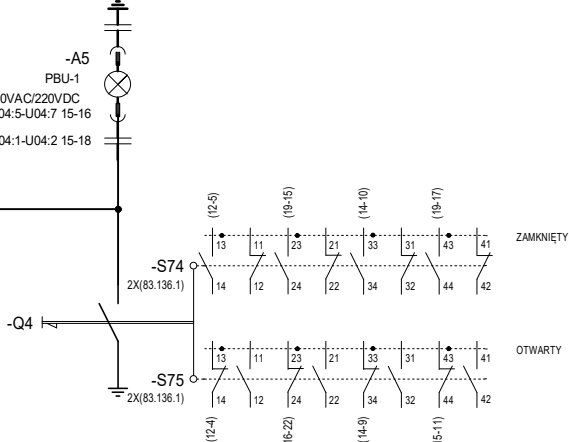 -A5
PBU-1
0VAC/220VDC
04:5-U04:7 15-16
04:1-U04:2 15-18
(12-5)
(19-15)
(14-10)
(19-17)
13 11 23 21 33 31 43 41
ZAMKNIĘTY
-S74
2X(83.136.1)
14 12 24 22 34 32 44 42
-Q4
13 11 23 21 33 31 43 41
OTWARTY
-S75
2X(83.136.1)
14 12 24 22 34 32 44 42
(12-4)
16-22)
(14-9)
5-11)